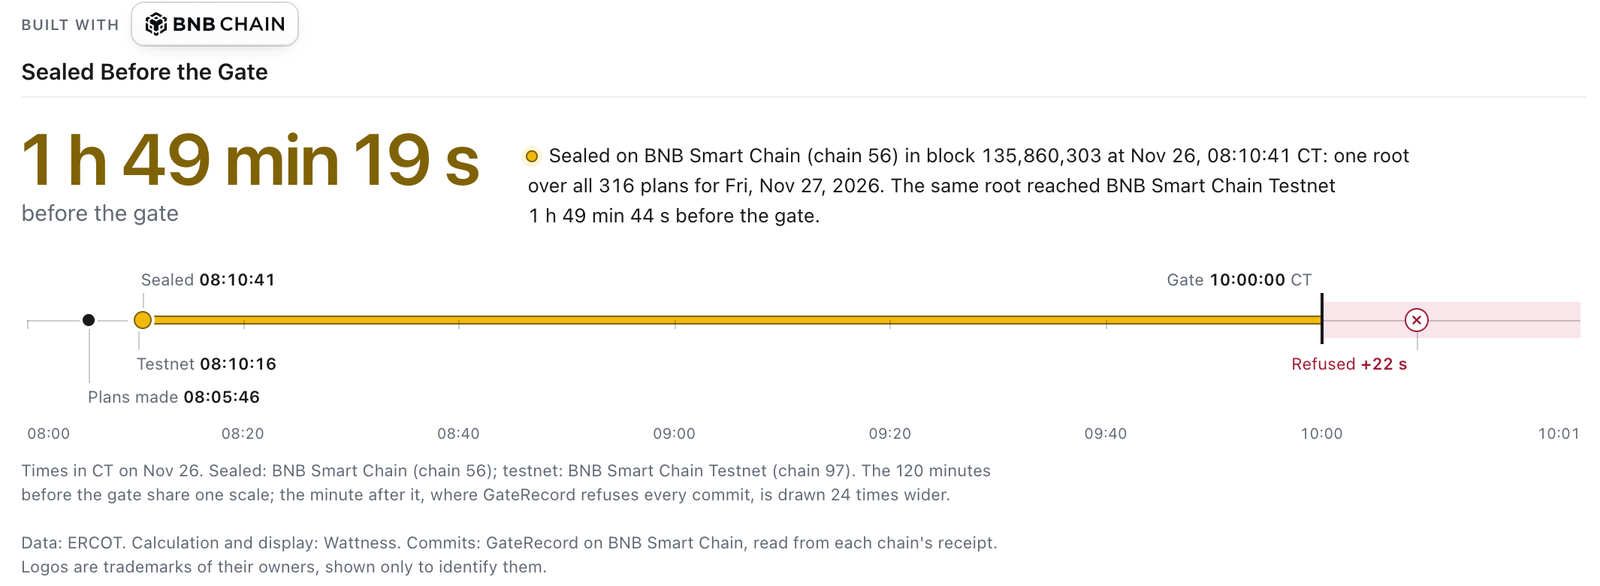 BUILT WITH BNB CHAIN
Sealed Before the Gate
1 h 49 min 19 s
before the gate
Sealed on BNB Smart Chain (chain 56) in block 135,860,303 at Nov 26, 08:10:41 CT: one root
over all 316 plans for Fri, Nov 27, 2026. The same root reached BNB Smart Chain Testnet
1 h 49 min 44 s before the gate.
Sealed 08:10:41
Gate 10:00:00 CT
Testnet 08:10:16
Refused +22 s
Plans made 08:05:46
08:00 08:20 08:40 09:00 09:20 09:40 10:00 10:01
Times in CT on Nov 26. Sealed: BNB Smart Chain (chain 56); testnet: BNB Smart Chain Testnet (chain 97). The 120 minutes
before the gate share one scale; the minute after it, where GateRecord refuses every commit, is drawn 24 times wider.
Data: ERCOT. Calculation and display: Wattness. Commits: GateRecord on BNB Smart Chain, read from each chain's receipt.
Logos are trademarks of their owners, shown only to identify them.